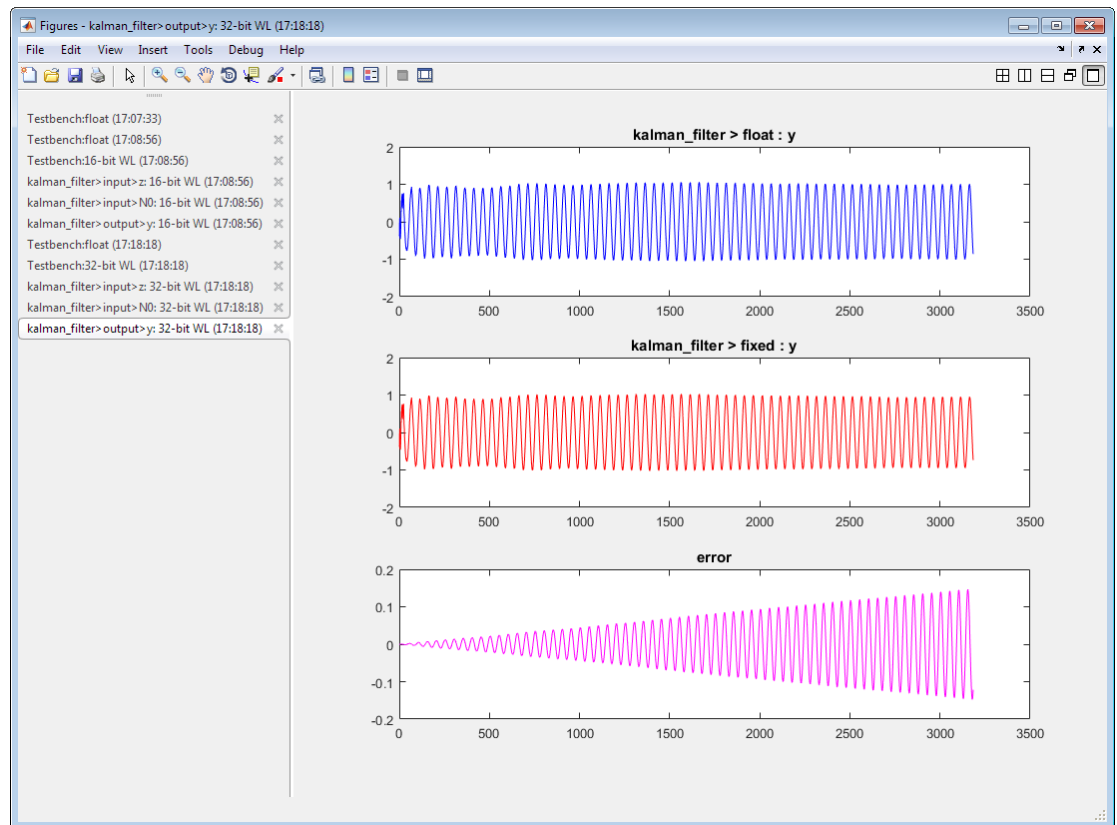 Figures - kalman_filter>output>y: 32-bit WL (17:18:18)
File Edit View Insert Tools Debug Help
Testbench:float (17:07:33)
Testbench:float (17:08:56)
Testbench:16-bit WL (17:08:56)
kalman_filter>input>z: 16-bit WL (17:08:56)
kalman_filter>input>N0: 16-bit WL (17:08:56)
kalman_filter>output>y: 16-bit WL (17:08:56)
Testbench:float (17:18:18)
Testbench:32-bit WL (17:18:18)
kalman_filter>input>z: 32-bit WL (17:18:18)
kalman_filter>input>N0: 32-bit WL (17:18:18)
kalman_filter>output>y: 32-bit WL (17:18:18)
kalman_filter > float : y
2
1
0
-1
-2
0 500 1000 1500 2000 2500 3000 3500
kalman_filter > fixed : y
2
1
0
-1
-2
0 500 1000 1500 2000 2500 3000 3500
error
0.2
0.1
0
-0.1
-0.2
0 500 1000 1500 2000 2500 3000 3500